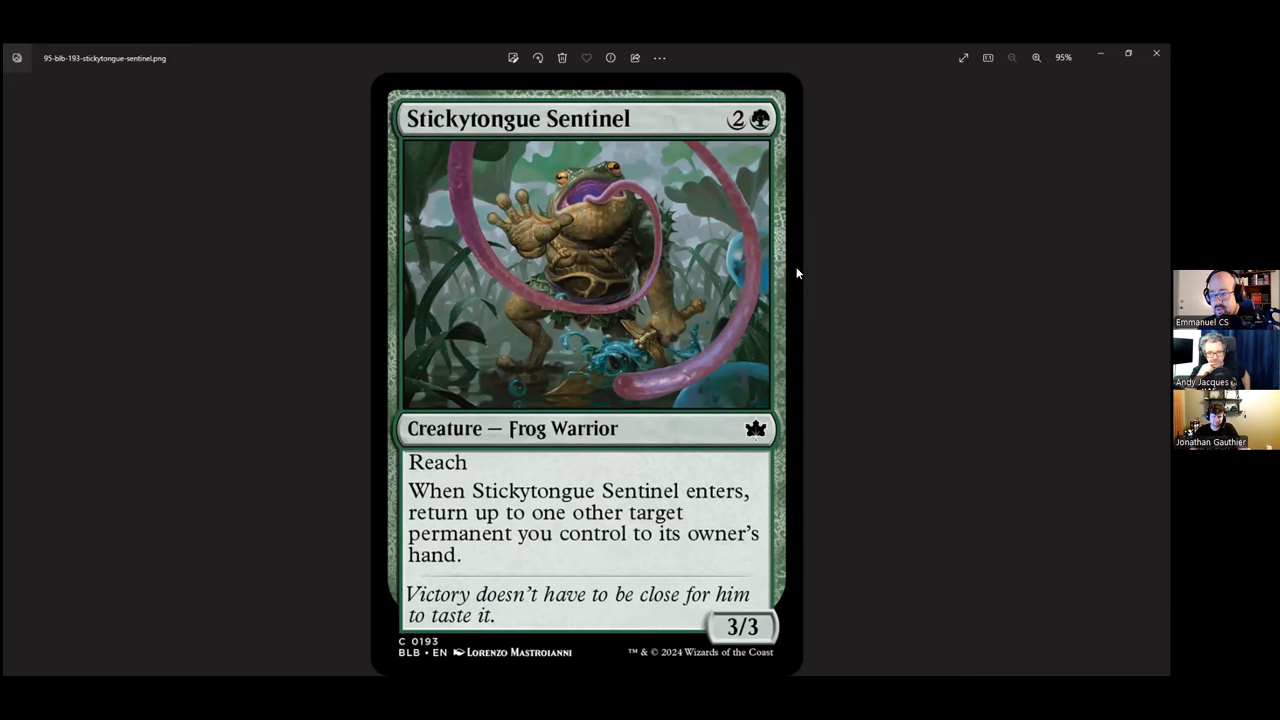 95-blb-193-stickytongue-sentinel.png
95%
Stickytongue Sentinel 2
Creature — Frog Warrior
Reach
When Stickytongue Sentinel enters,
return up to one other target
permanent you control to its owner's
hand.
Victory doesn't have to be close for him
to taste it.
3/3
C 0193
BLB • EN Lorenzo Mastroianni
™ & © 2024 Wizards of the Coast
Emmanuel CS
Andy Jacques
Jonathan Gauthier